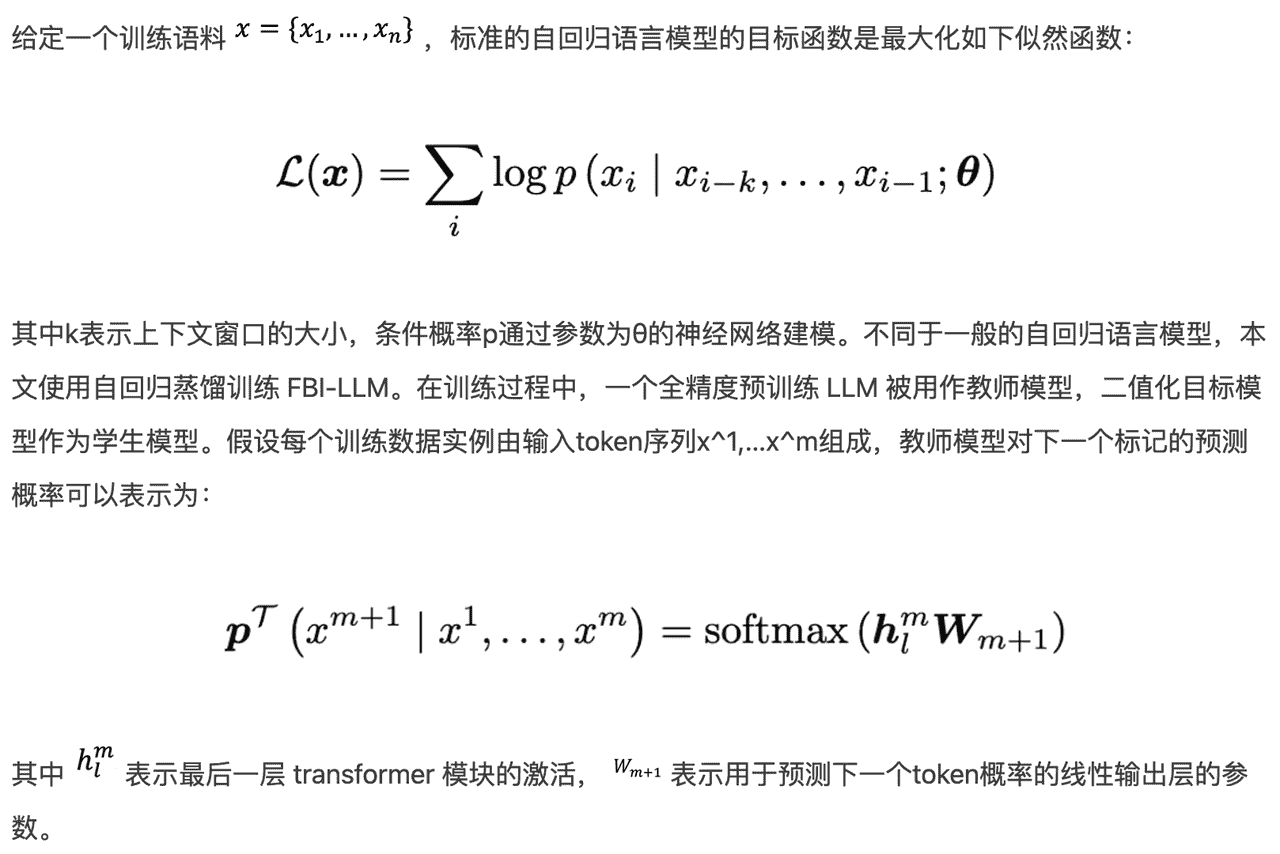 给定一个训练语料 x = {x₁, …, xₙ} ，标准的自回归语言模型的目标函数是最大化如下似然函数：
ℒ(x) = ∑_i log p (x_i | x_{i−k}, . . . , x_{i−1}; θ)
其中k表示上下文窗口的大小，条件概率p通过参数为θ的神经网络建模。不同于一般的自回归语言模型，本
文使用自回归蒸馏训练 FBI-LLM。在训练过程中，一个全精度预训练 LLM 被用作教师模型，二值化目标模
型作为学生模型。假设每个训练数据实例由输入token序列x^1,...x^m组成，教师模型对下一个标记的预测
概率可以表示为：
p^𝒯 (x^{m+1} | x^1, . . . , x^m) = softmax (h_l^m W_{m+1})
其中 h_l^m 表示最后一层 transformer 模块的激活， W_{m+1} 表示用于预测下一个token概率的线性输出层的参
数。